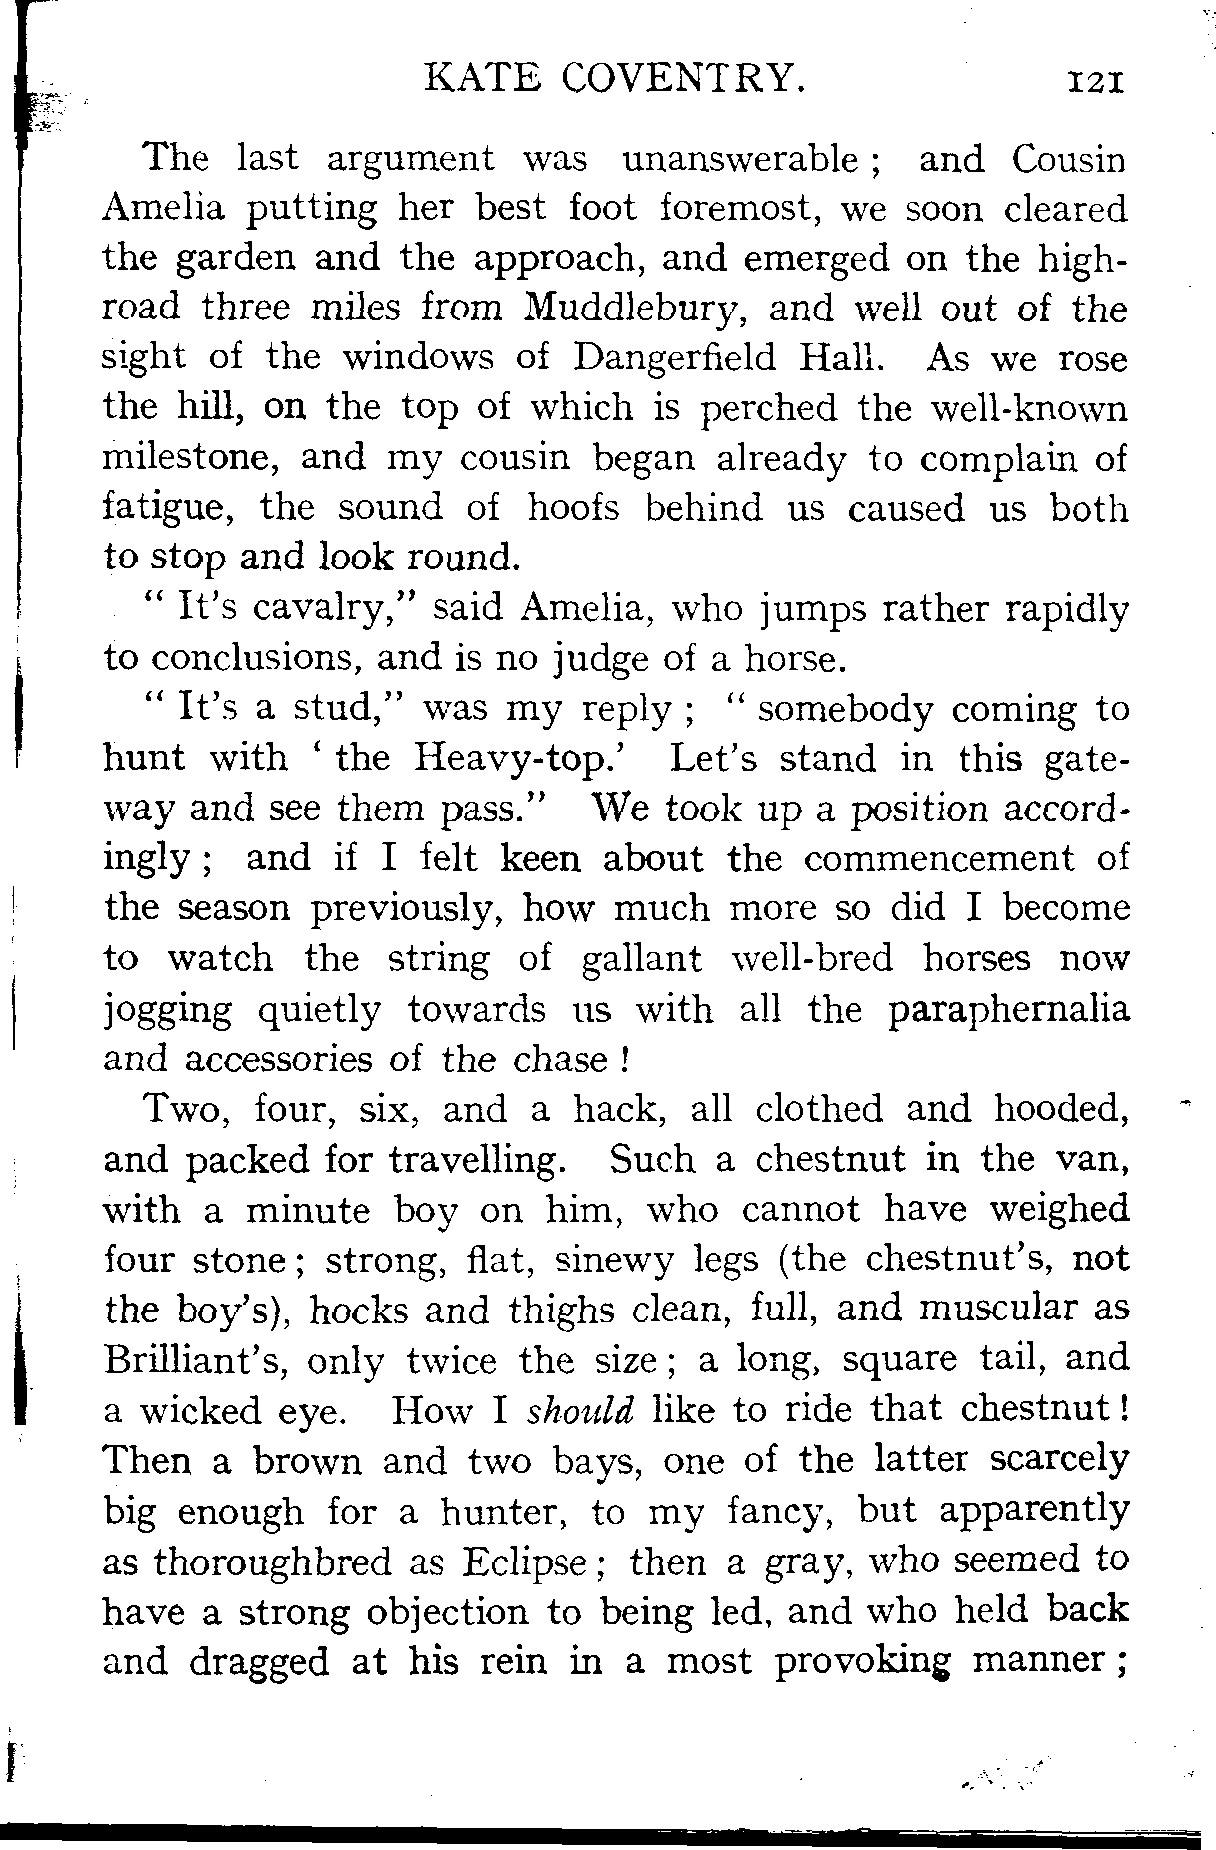 KATE COVENTRY. 121
The last argument was unanswerable ; and Cousin
Amelia putting her best foot foremost, we soon cleared
the garden and the approach, and emerged on the high-
road three miles from Muddlebury, and well out of the
sight of the windows of Dangerfield Hall. As we rose
the hill, on the top of which is perched the well-known
milestone, and my cousin began already to complain of
fatigue, the sound of hoofs behind us caused us both
to stop and look round.
“ It’s cavalry,” said Amelia, who jumps rather rapidly
to conclusions, and is no judge of a horse.
“ It’s a stud,” was my reply ; “ somebody coming to
hunt with ‘ the Heavy-top.’ Let’s stand in this gate-
way and see them pass.” We took up a position accord-
ingly ; and if I felt keen about the commencement of
the season previously, how much more so did I become
to watch the string of gallant well-bred horses now
jogging quietly towards us with all the paraphernalia
and accessories of the chase !
Two, four, six, and a hack, all clothed and hooded,
and packed for travelling. Such a chestnut in the van,
with a minute boy on him, who cannot have weighed
four stone ; strong, flat, sinewy legs (the chestnut’s, not
the boy’s), hocks and thighs clean, full, and muscular as
Brilliant’s, only twice the size ; a long, square tail, and
a wicked eye. How I should like to ride that chestnut !
Then a brown and two bays, one of the latter scarcely
big enough for a hunter, to my fancy, but apparently
as thoroughbred as Eclipse ; then a gray, who seemed to
have a strong objection to being led, and who held back
and dragged at his rein in a most provoking manner ;